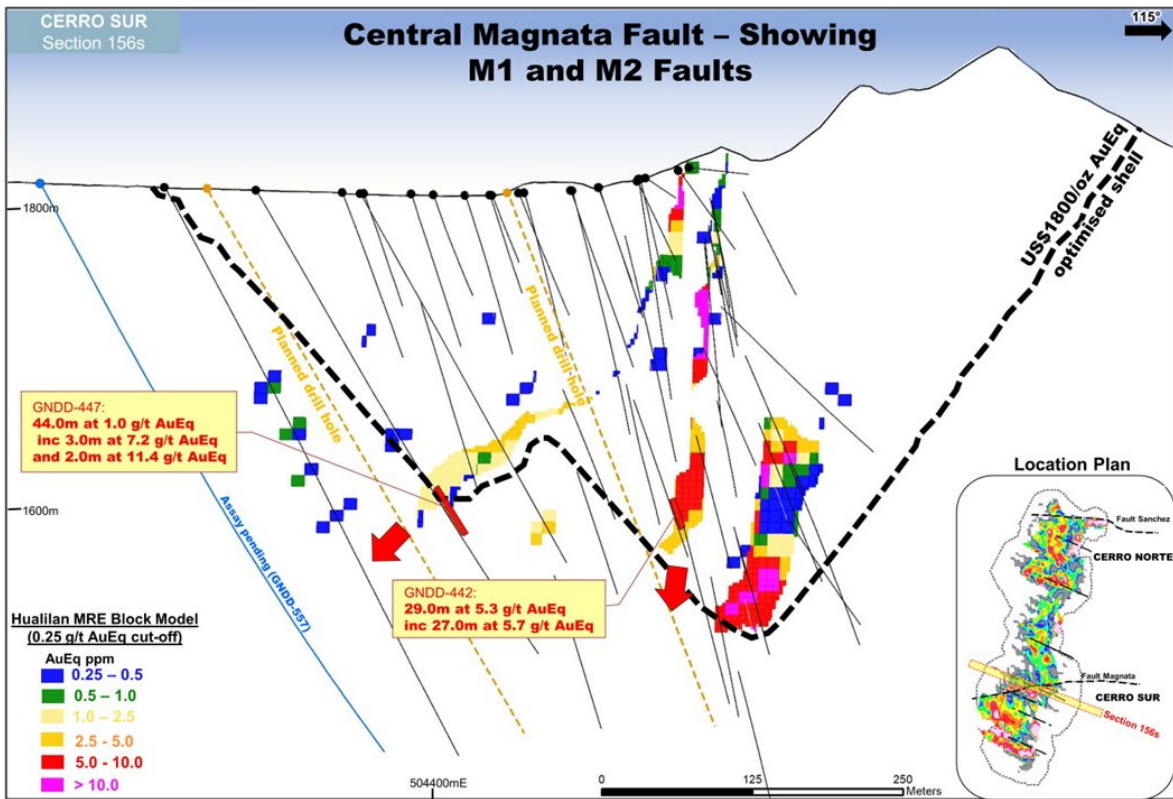 CERRO SUR
Section 156s
Central Magnata Fault – Showing
M1 and M2 Faults
115°
1800m
1600m
US$1800/oz AuEq
optimised shell
Planned drill hole
Planned drill hole
Assay pending (GNDD-557)
GNDD-447:
44.0m at 1.0 g/t AuEq
inc 3.0m at 7.2 g/t AuEq
and 2.0m at 11.4 g/t AuEq
GNDD-442:
29.0m at 5.3 g/t AuEq
inc 27.0m at 5.7 g/t AuEq
Hualilan MRE Block Model
(0.25 g/t AuEq cut-off)
AuEq ppm
0.25 – 0.5
0.5 – 1.0
1.0 – 2.5
2.5 - 5.0
5.0 - 10.0
> 10.0
504400mE
0
125
250
Meters
Location Plan
Fault Sanchez
CERRO NORTE
Fault Magnata
CERRO SUR
Section 156s